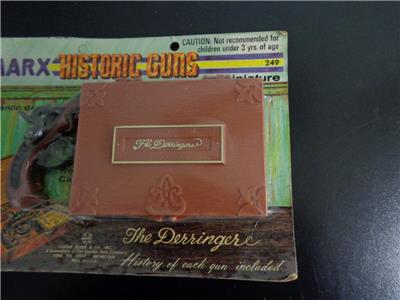 CAUTION: Not recommended for
children under 3 yrs. of age
MARX HISTORIC GUNS
249
miniature
The Derringer
The Derringer
History of each gun included.